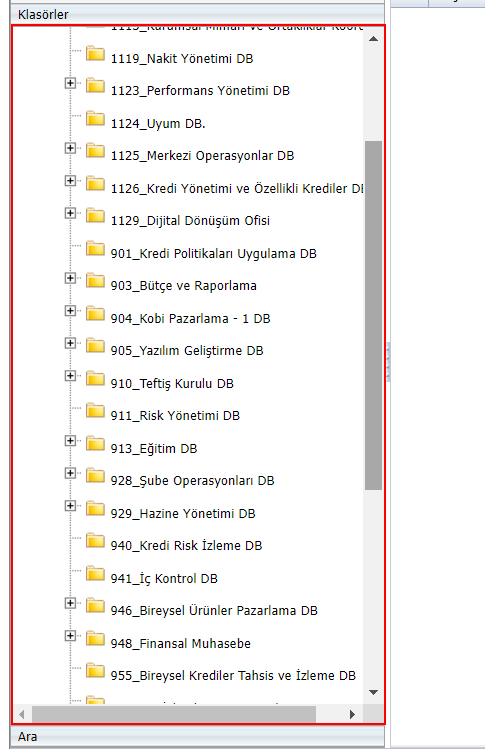 Klasörler
1119_Nakit Yönetimi DB
1123_Performans Yönetimi DB
1124_Uyum DB.
1125_Merkezi Operasyonlar DB
1126_Kredi Yönetimi ve Özellikli Krediler DB
1129_Dijital Dönüşüm Ofisi
901_Kredi Politikaları Uygulama DB
903_Bütçe ve Raporlama
904_Kobi Pazarlama - 1 DB
905_Yazılım Geliştirme DB
910_Teftiş Kurulu DB
911_Risk Yönetimi DB
913_Eğitim DB
928_Şube Operasyonları DB
929_Hazine Yönetimi DB
940_Kredi Risk İzleme DB
941_İç Kontrol DB
946_Bireysel Ürünler Pazarlama DB
948_Finansal Muhasebe
955_Bireysel Krediler Tahsis ve İzleme DB
Ara